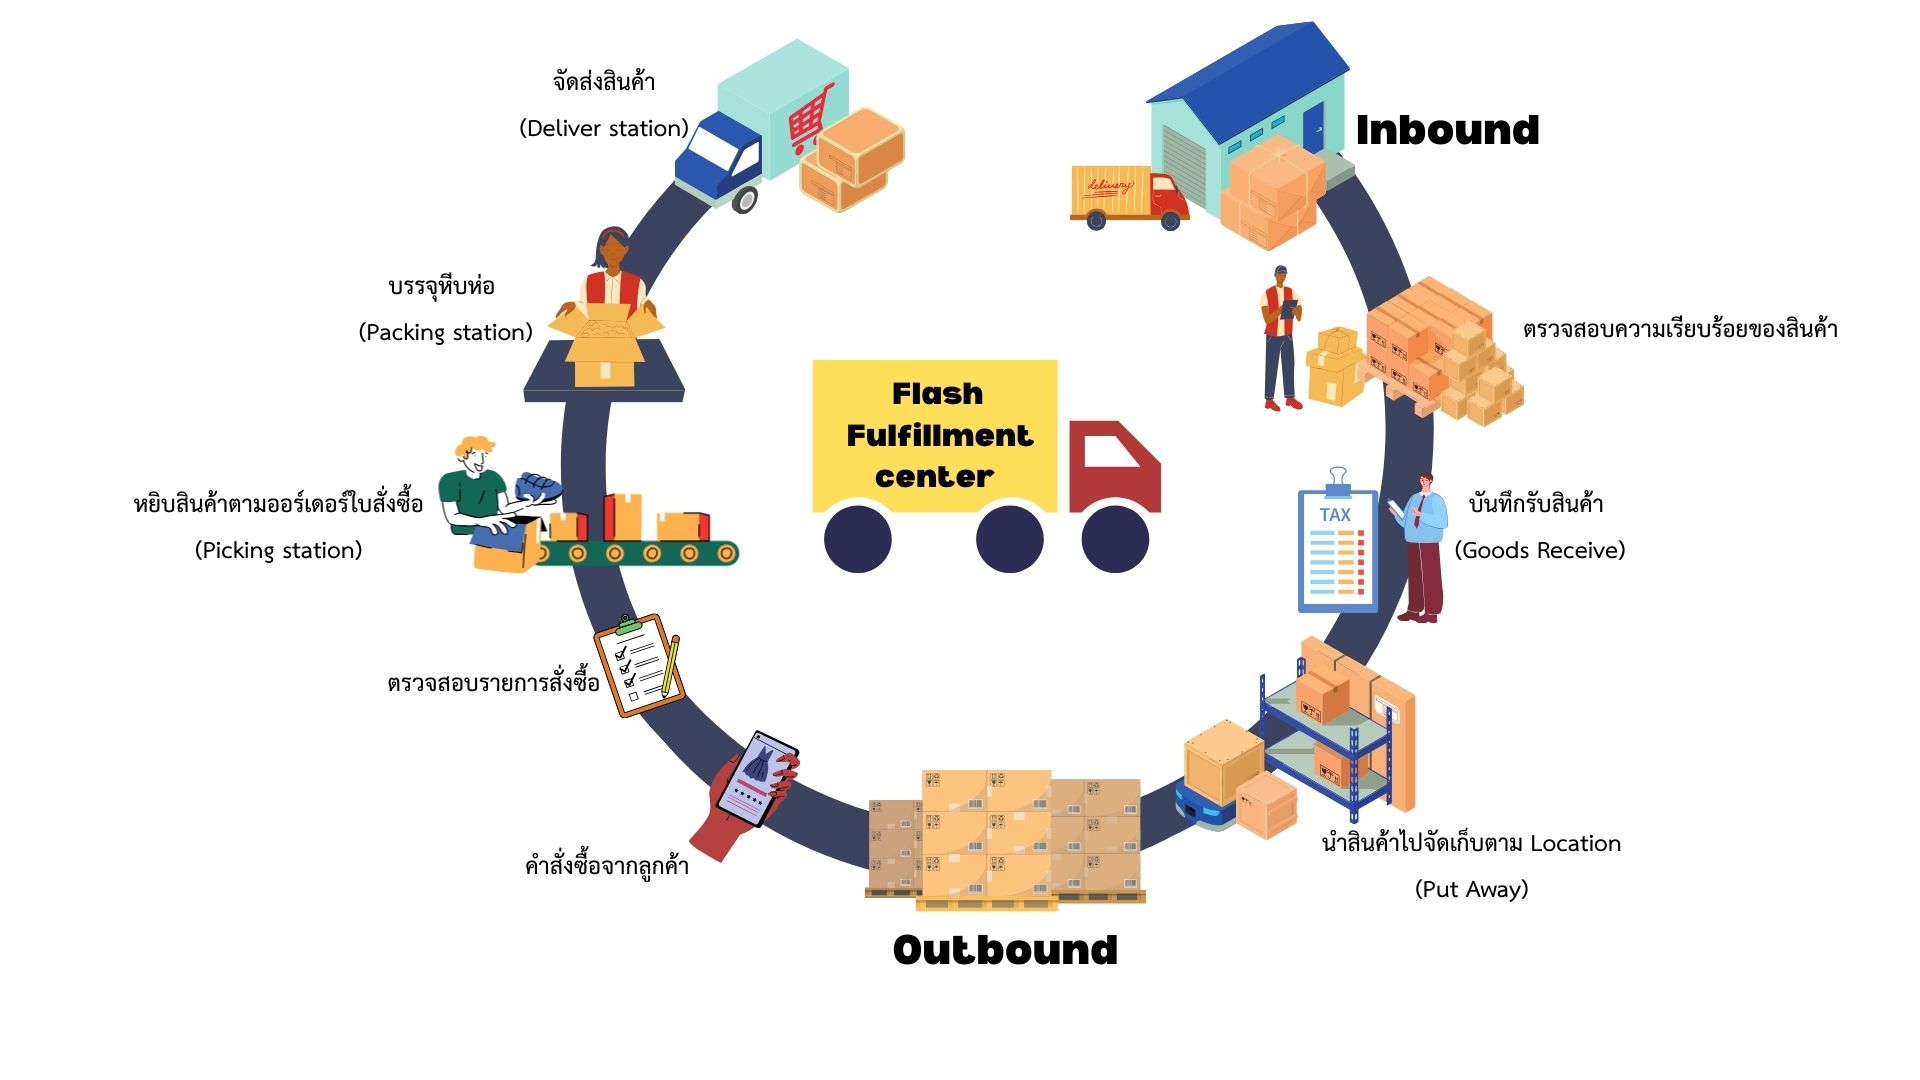 Inbound
ตรวจสอบความเรียบร้อยของสินค้า
บันทึกรับสินค้า
(Goods Receive)
TAX
นำสินค้าไปจัดเก็บตาม Location
(Put Away)
Outbound
คำสั่งซื้อจากลูกค้า
ตรวจสอบรายการสั่งซื้อ
หยิบสินค้าตามออร์เดอร์ใบสั่งซื้อ
(Picking station)
บรรจุหีบห่อ
(Packing station)
จัดส่งสินค้า
(Deliver station)
delivery
Flash
Fulfillment
center